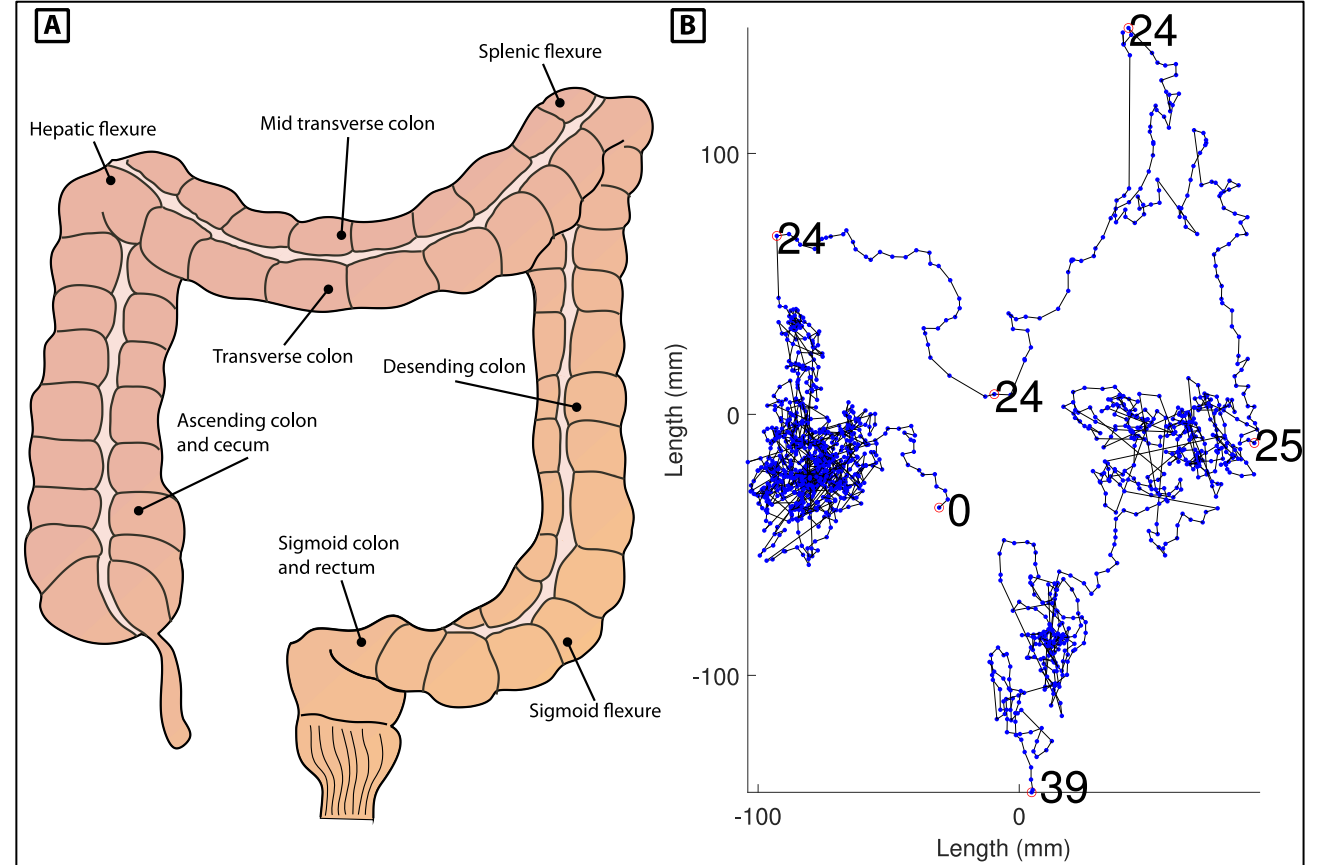 A
Splenic flexure
Mid transverse colon
Hepatic flexure
Transverse colon
Desending colon
Ascending colon
and cecum
Sigmoid colon
and rectum
Sigmoid flexure
B
24
100
24
24
0
25
0
-100
39
-100
0
Length (mm)
Length (mm)